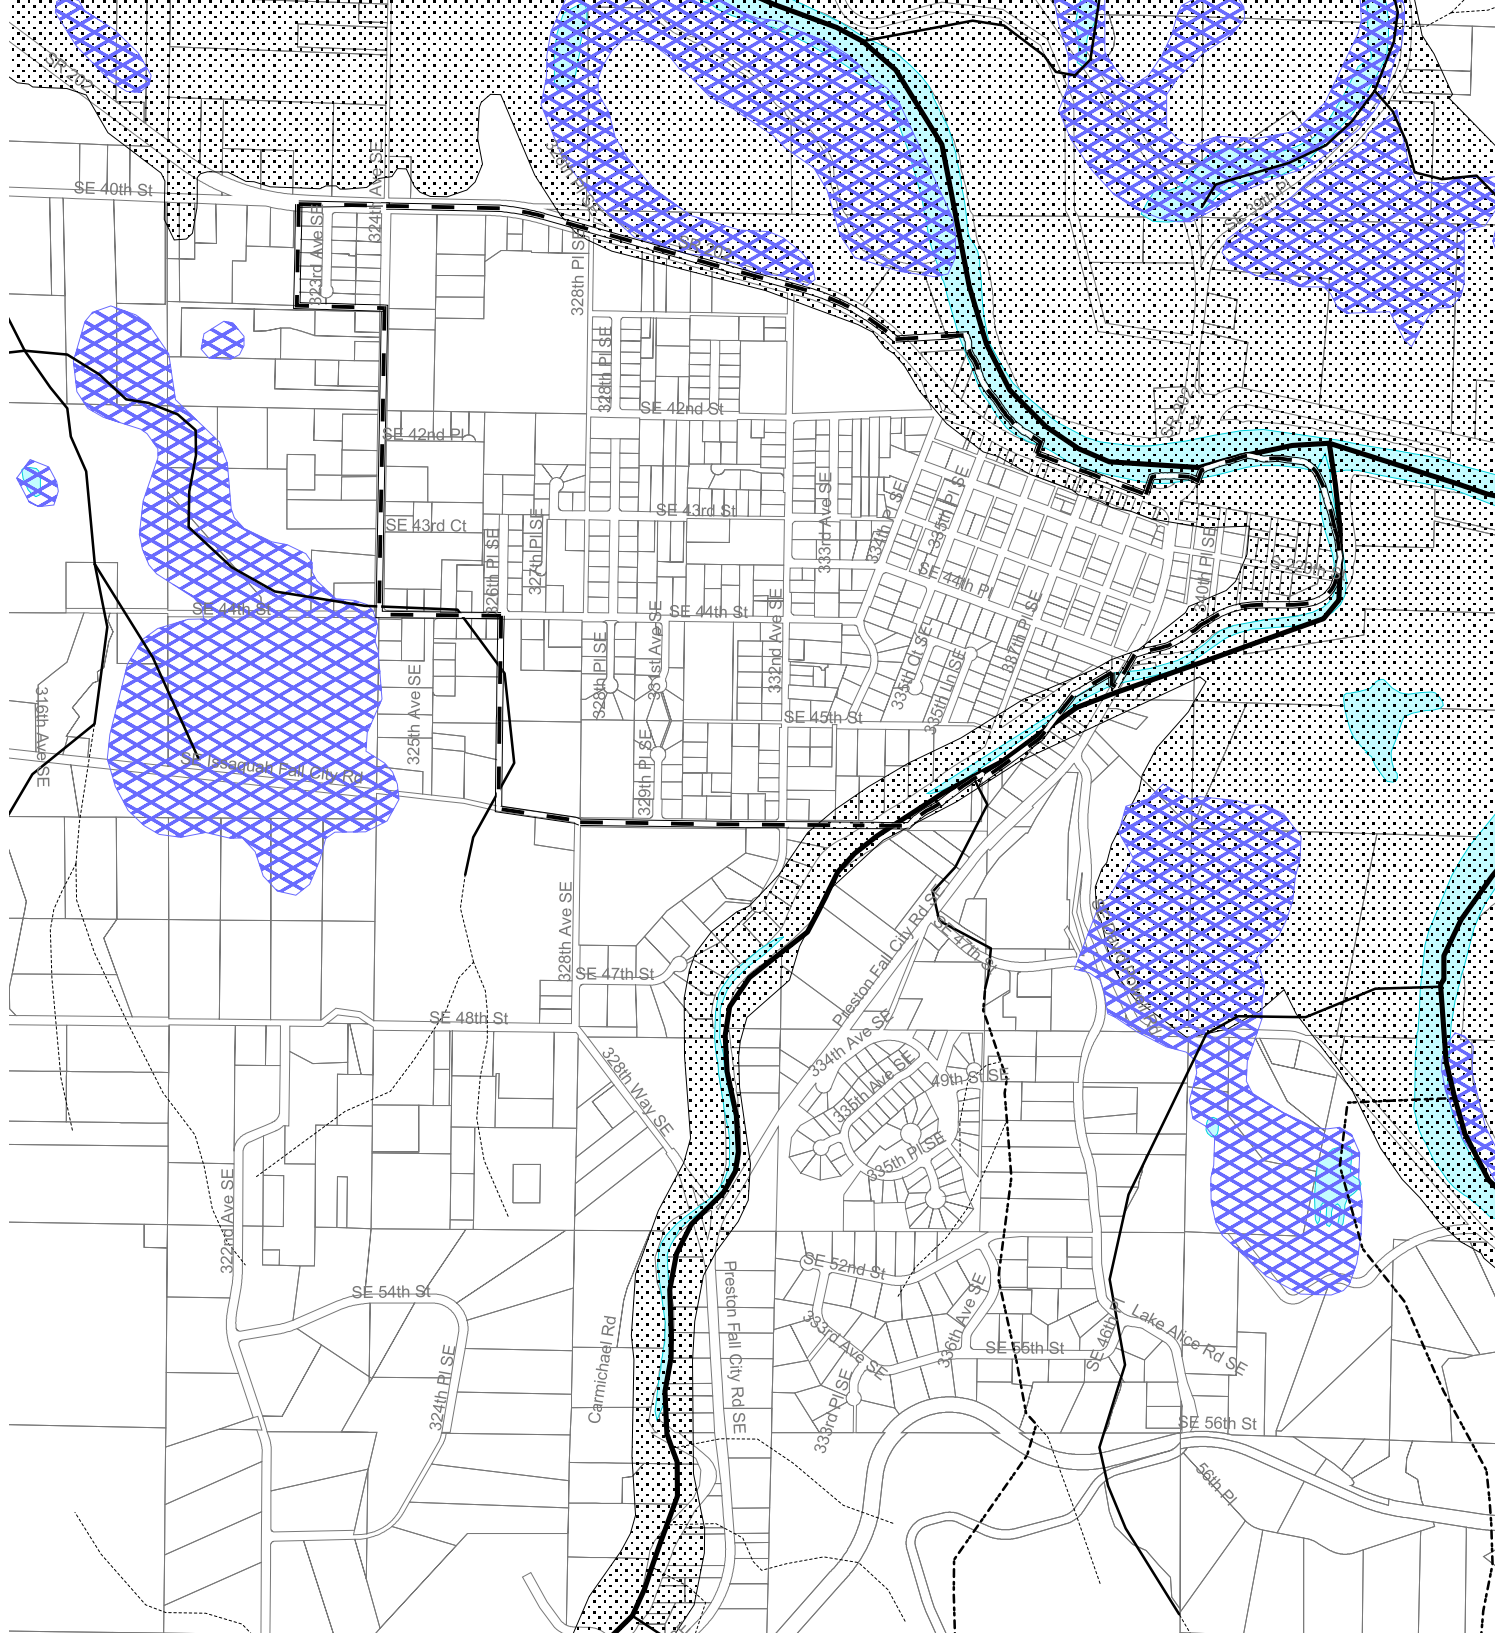 SE 202
SE 40th St
324th Ave SE
323rd Ave SE
328th Pl SE
SE 39th Pl
328th Pl SE
SE 42nd St
SE 42nd Pl
SE 43rd St
SE 43rd Ct
326th Pl SE
327th Pl SE
333rd Ave SE
334th Pl SE
335th Pl SE
SE 44th Pl
340th Pl SE
337th Pl SE
SE 44th St
SE 44th St
332nd Ave SE
331st Ave SE
328th Pl SE
335th Ct SE
335th Ln SE
325th Ave SE
SE 45th St
316th Ave SE
SE Issaquah Fall City Rd
329th Pl SE
328th Ave SE
SE 47th St
SE 47th St
Preston Fall City Rd SE
SE 48th St
334th Ave SE
335th Ave SE
49th St SE
328th Way SE
335th Pl SE
322nd Ave SE
SE 52nd St
SE 54th St
336th Ave SE
333rd Ave SE
SE 55th St
SE 46th Pl
Lake Alice Rd SE
324th Pl SE
Carmichael Rd
Preston Fall City Rd SE
333rd Pl SE
SE 56th St
56th Pl